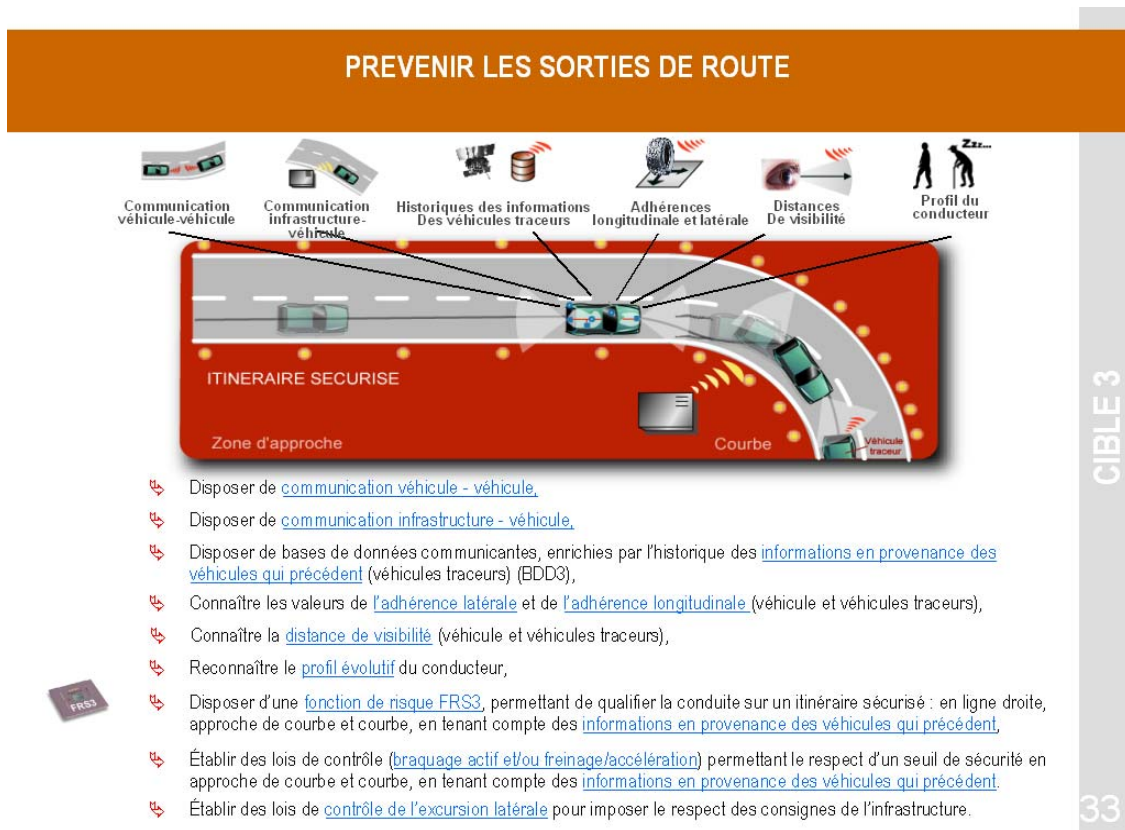 PREVENIR LES SORTIES DE ROUTE
Communication
véhicule-véhicule
Communication
infrastructure-
véhicule
Historiques des informations
Des véhicules traceurs
Adhérences
longitudinale et latérale
Distances
De visibilité
Zzz...
Profil du
conducteur
ITINERAIRE SECURISE
Zone d'approche
Courbe
Véhicule
traceur
CIBLE 3
Disposer de communication véhicule - véhicule,
Disposer de communication infrastructure - véhicule,
Disposer de bases de données communicantes, enrichies par l'historique des informations en provenance des
véhicules qui précédent (véhicules traceurs) (BDD3),
Connaître les valeurs de l'adhérence latérale et de l'adhérence longitudinale (véhicule et véhicules traceurs),
Connaître la distance de visibilité (véhicule et véhicules traceurs),
Reconnaître le profil évolutif du conducteur,
FRS3
Disposer d'une fonction de risque FRS3, permettant de qualifier la conduite sur un itinéraire sécurisé : en ligne droite,
approche de courbe et courbe, en tenant compte des informations en provenance des véhicules qui précédent,
Établir des lois de contrôle (braquage actif et/ou freinage/accélération) permettant le respect d'un seuil de sécurité en
approche de courbe et courbe, en tenant compte des informations en provenance des véhicules qui précédent.
Établir des lois de contrôle de l'excursion latérale pour imposer le respect des consignes de l'infrastructure.
33